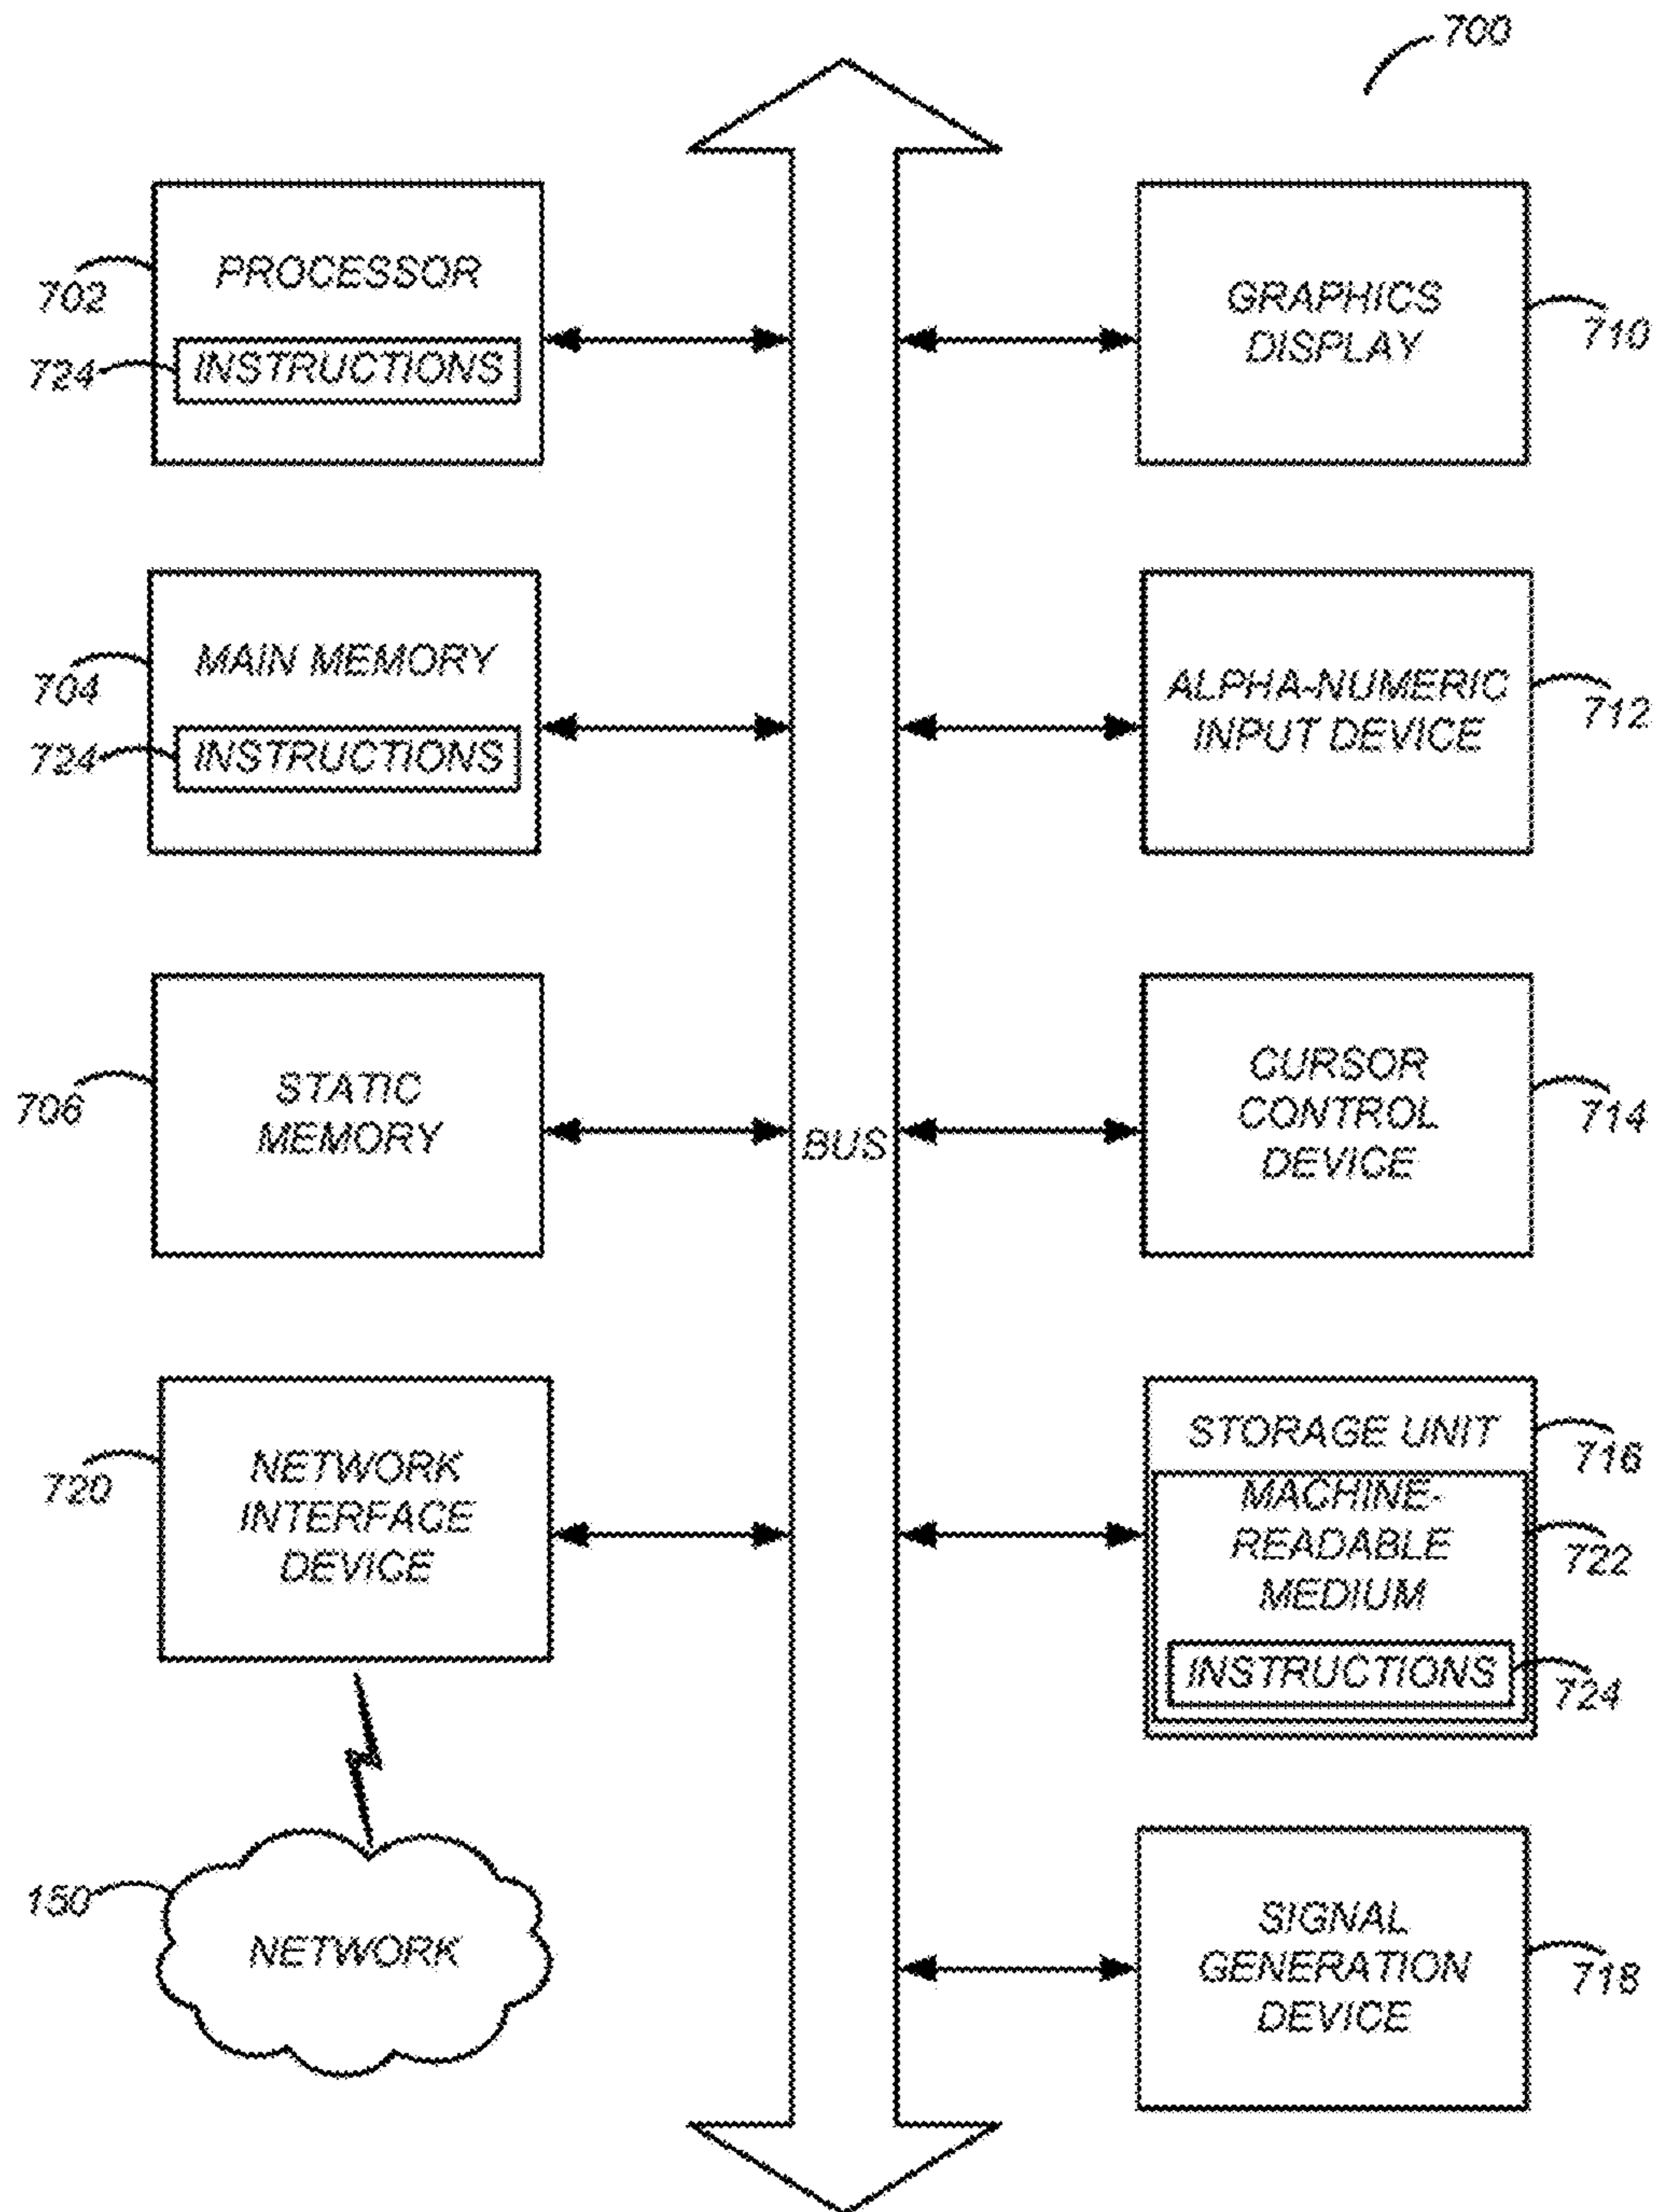 700
PROCESSOR
702
724
INSTRUCTIONS
GRAPHICS
DISPLAY
710
MAIN MEMORY
704
724
INSTRUCTIONS
ALPHA-NUMERIC
INPUT DEVICE
712
STATIC
MEMORY
706
BUS
CURSOR
CONTROL
DEVICE
714
NETWORK
INTERFACE
DEVICE
720
STORAGE UNIT
716
MACHINE-
READABLE
MEDIUM
722
INSTRUCTIONS
724
150
NETWORK
SIGNAL
GENERATION
DEVICE
718